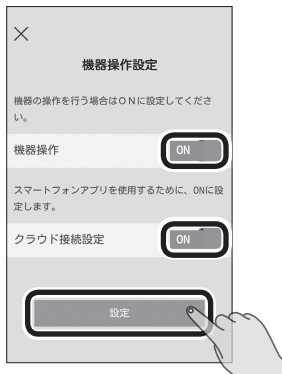 機器操作設定
機器の操作を行う場合はＯＮに設定してくださ
い。
機器操作
ON
スマートフォンアプリを使用するために、ONに設
定します。
クラウド接続設定
ON
設定